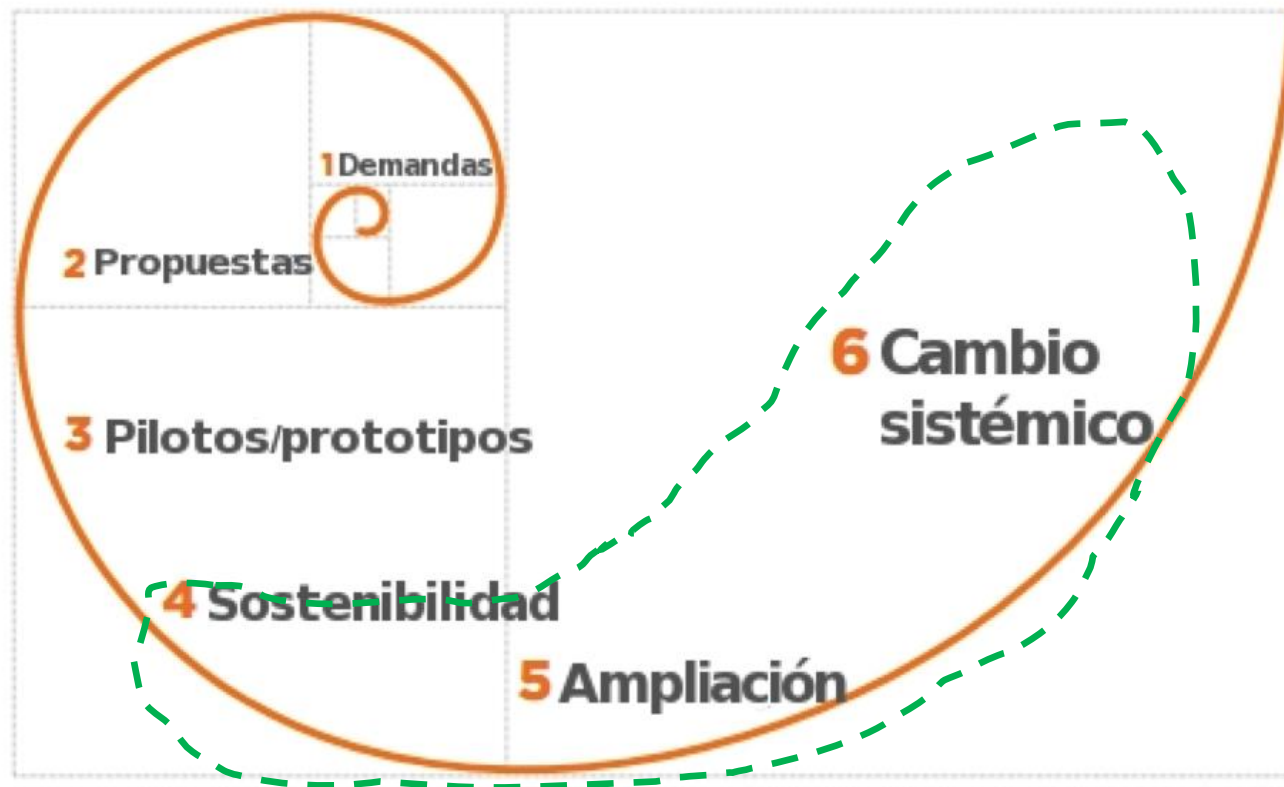 1 Demandas
2 Propuestas
3 Pilotos/prototipos
4 Sostenibilidad
5 Ampliación
6 Cambio
sistémico